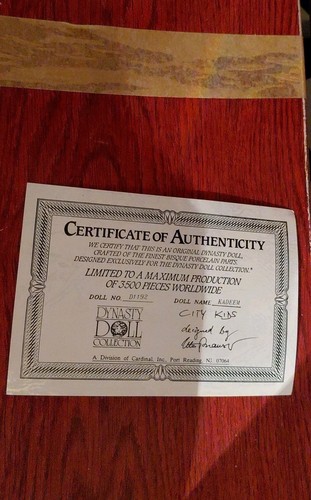 CERTIFICATE OF AUTHENTICITY
WE CERTIFY THAT THIS IS AN ORIGINAL DYNASTY DOLL,
CRAFTED OF THE FINEST BISQUE PORCELAIN PARTS,
DESIGNED EXCLUSIVELY FOR THE DYNASTY DOLL COLLECTION.®
LIMITED TO A MAXIMUM PRODUCTION
OF 3500 PIECES WORLDWIDE
DOLL NO. D1192 DOLL NAME KADEEM
DYNASTY
DOLL
COLLECTION
CITY KIDS
designed by
A Division of Cardinal, Inc. Port Reading, NJ 07064